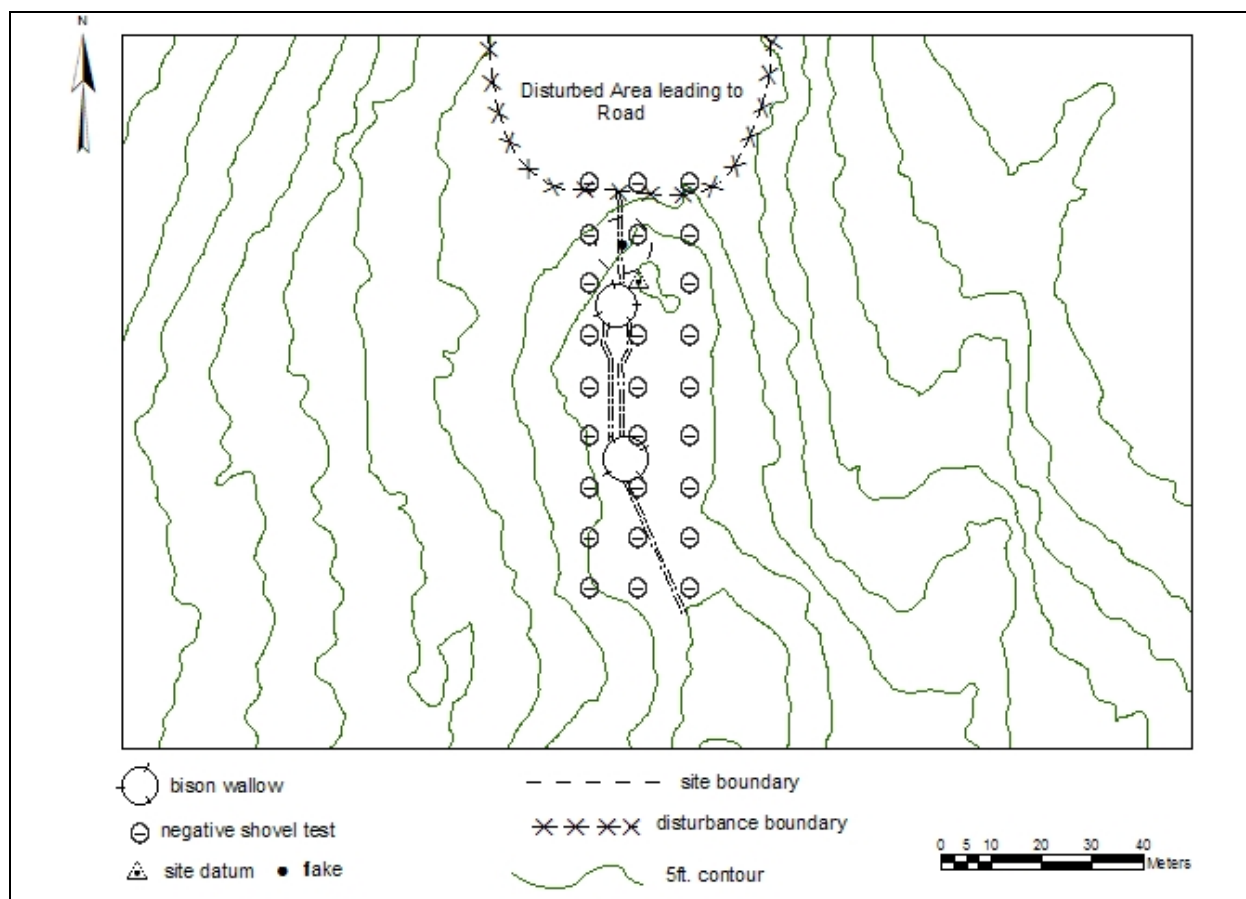 N
Disturbed Area leading to
Road
bison wallow
negative shovel test
site datum
fake
site boundary
disturbance boundary
5ft. contour
0 5 10 20 30 40
Meters